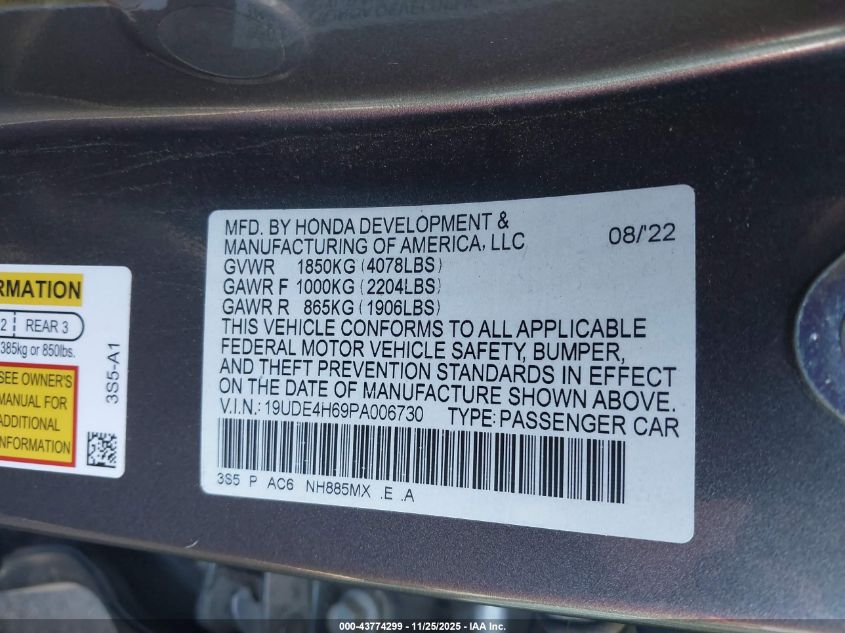 MFD. BY HONDA DEVELOPMENT &
MANUFACTURING OF AMERICA, LLC
08/'22
GVWR 1850KG (4078LBS)
GAWR F 1000KG (2204LBS)
GAWR R 865KG (1906LBS)
THIS VEHICLE CONFORMS TO ALL APPLICABLE
FEDERAL MOTOR VEHICLE SAFETY, BUMPER,
AND THEFT PREVENTION STANDARDS IN EFFECT
ON THE DATE OF MANUFACTURE SHOWN ABOVE.
V.I.N.: 19UDE4H69PA006730 TYPE: PASSENGER CAR
3S5 P AC6 NH885MX .E .A
RMATION
2 REAR 3
385kg or 850lbs.
SEE OWNER'S
MANUAL FOR
ADDITIONAL
NFORMATION
3S5-A1
000-43774299 — 11/25/2025 — IAAI.COM